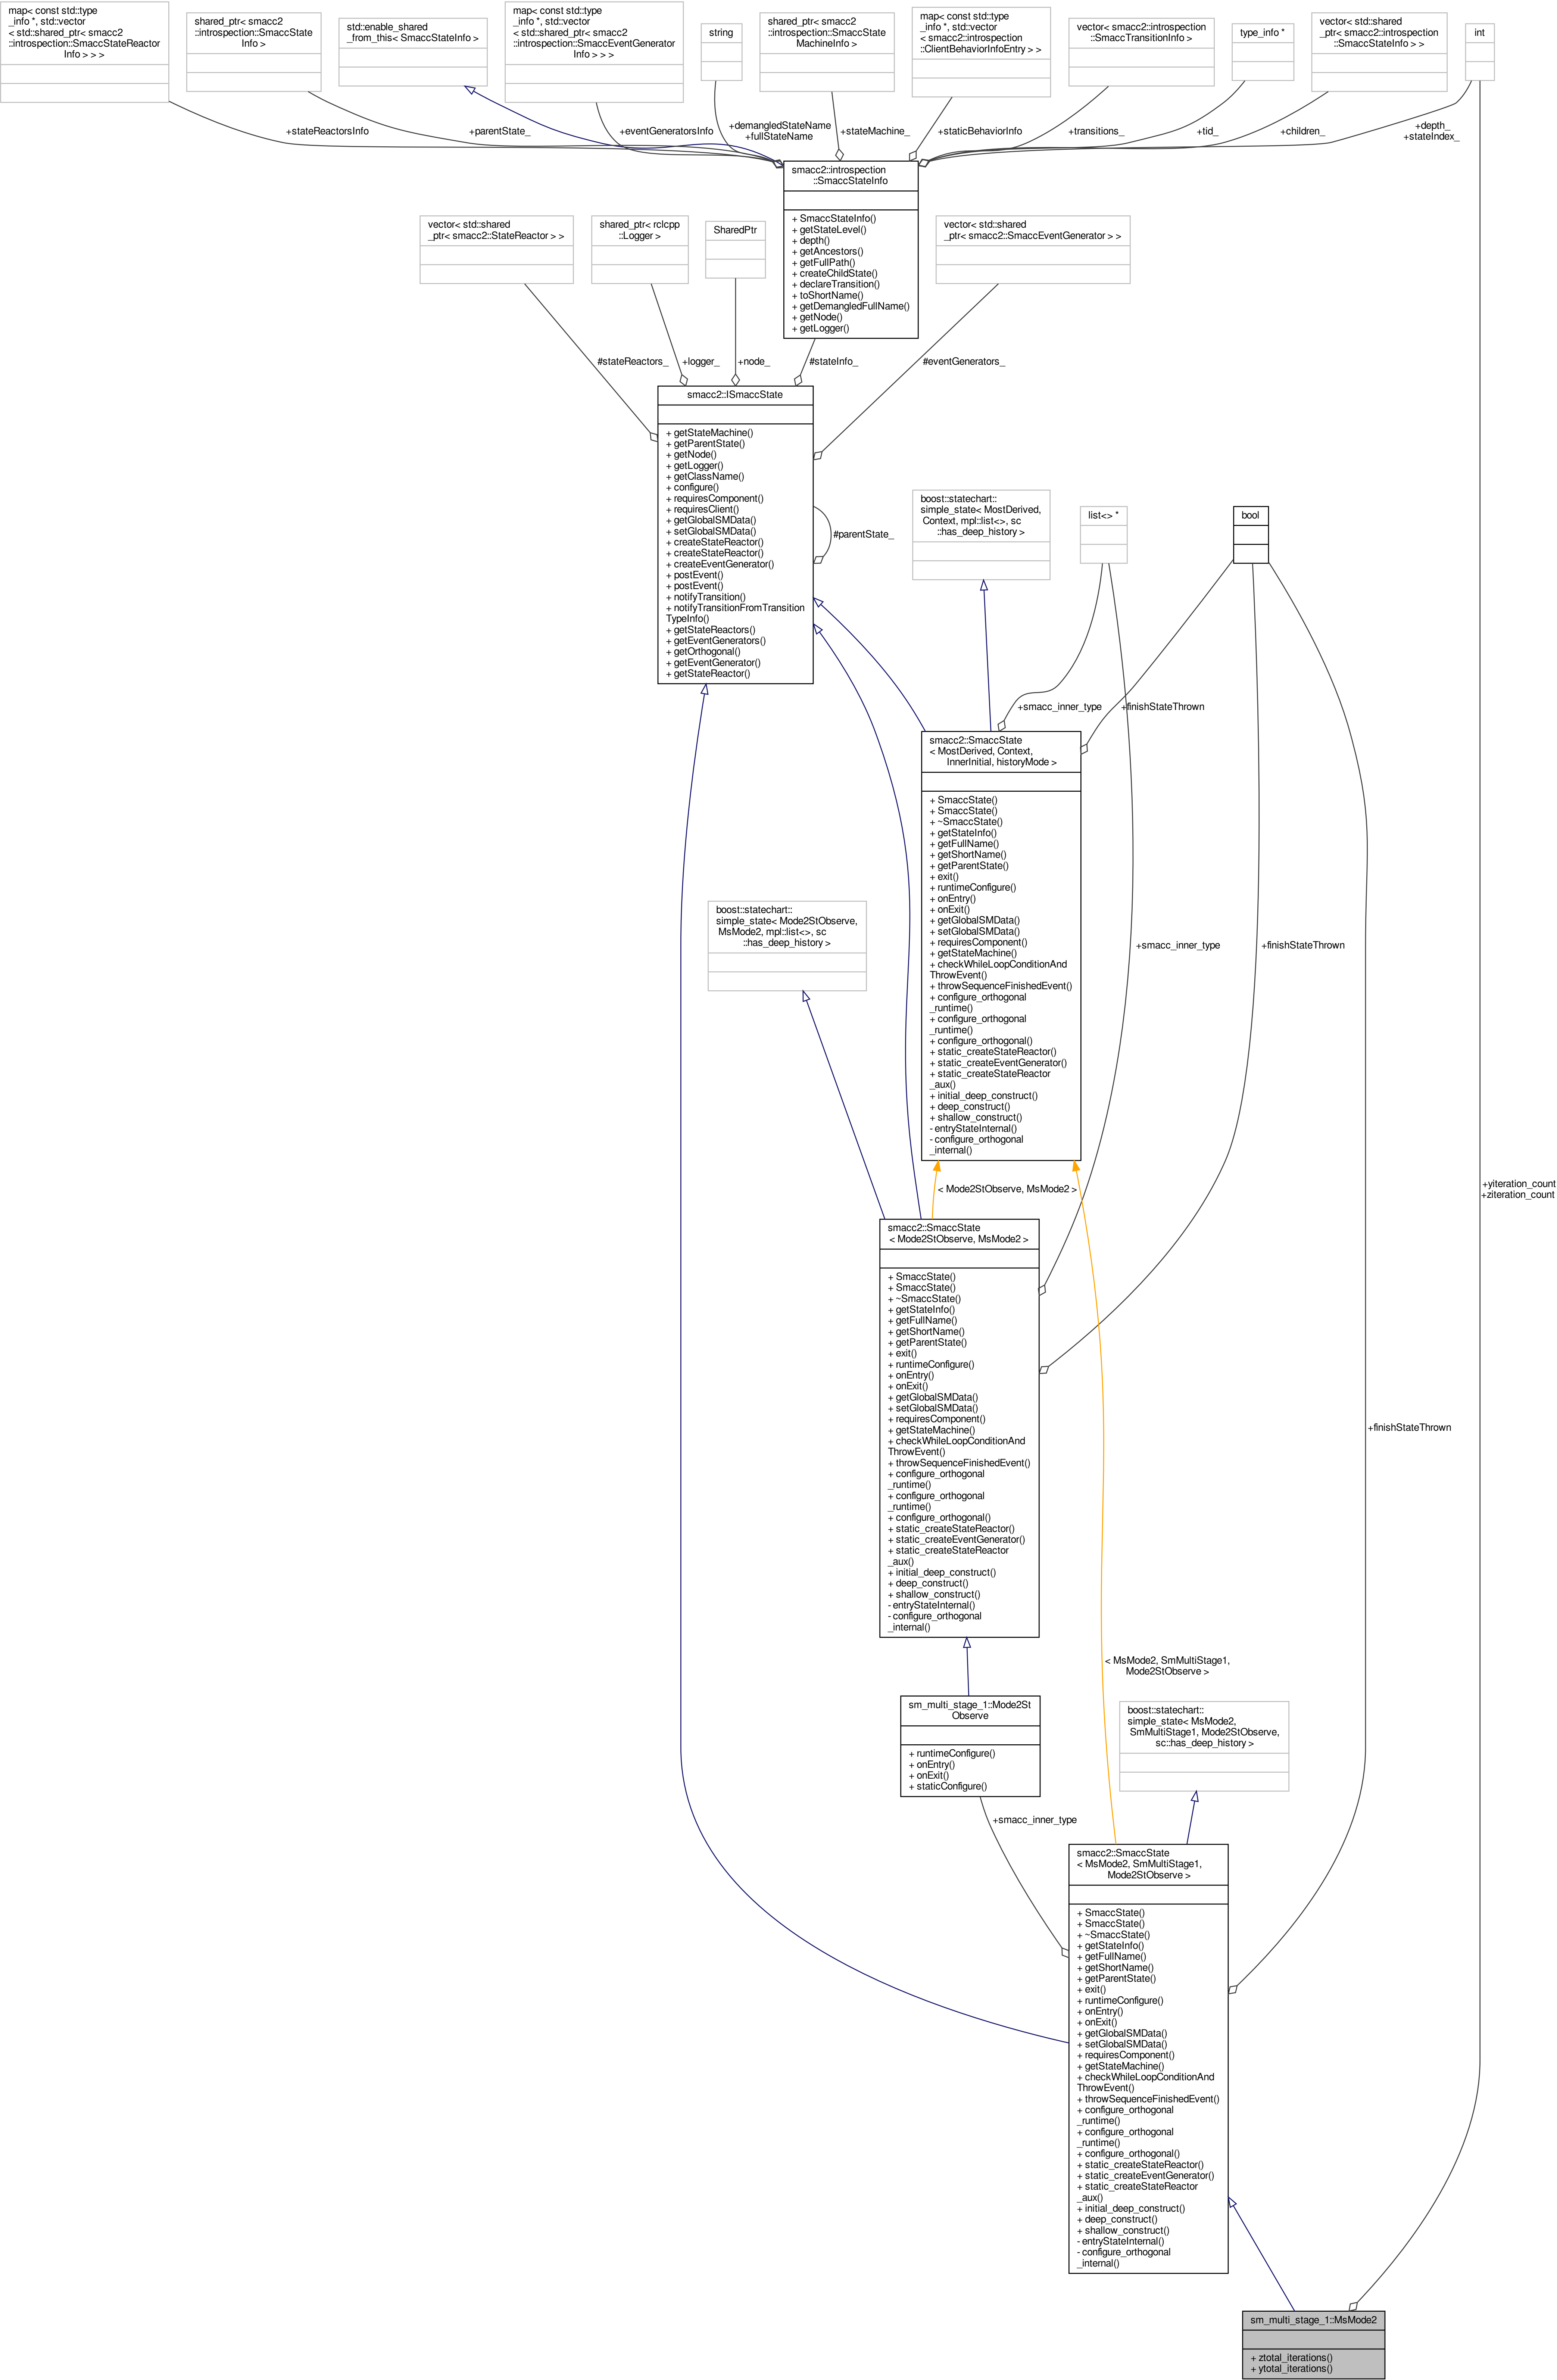 map< const std::type
_info *, std::vector
< std::shared_ptr< smacc2
::introspection::SmaccStateReactor
Info > > >
shared_ptr< smacc2
::introspection::SmaccState
Info >
std::enable_shared
_from_this< SmaccStateInfo >
map< const std::type
_info *, std::vector
< std::shared_ptr< smacc2
::introspection::SmaccEventGenerator
Info > > >
string
shared_ptr< smacc2
::introspection::SmaccState
MachineInfo >
map< const std::type
_info *, std::vector
< smacc2::introspection
::ClientBehaviorInfoEntry > >
vector< smacc2::introspection
::SmaccTransitionInfo >
type_info *
vector< std::shared
_ptr< smacc2::introspection
::SmaccStateInfo > >
int
+stateReactorsInfo
+parentState_
+eventGeneratorsInfo
+demangledStateName
+fullStateName
+stateMachine_
+staticBehaviorInfo
+transitions_
+tid_
+children_
+depth_
+stateIndex_
smacc2::introspection
::SmaccStateInfo
+ SmaccStateInfo()
+ getStateLevel()
+ depth()
+ getAncestors()
+ getFullPath()
+ createChildState()
+ declareTransition()
+ toShortName()
+ getDemangledFullName()
+ getNode()
+ getLogger()
vector< std::shared
_ptr< smacc2::StateReactor > >
shared_ptr< rclcpp
::Logger >
SharedPtr
vector< std::shared
_ptr< smacc2::SmaccEventGenerator > >
#stateReactors_
+logger_
+node_
#stateInfo_
#eventGenerators_
smacc2::ISmaccState
+ getStateMachine()
+ getParentState()
+ getNode()
+ getLogger()
+ getClassName()
+ configure()
+ requiresComponent()
+ requiresClient()
+ getGlobalSMData()
+ setGlobalSMData()
+ createStateReactor()
+ createStateReactor()
+ createEventGenerator()
+ postEvent()
+ postEvent()
+ notifyTransition()
+ notifyTransitionFromTransition
TypeInfo()
+ getStateReactors()
+ getEventGenerators()
+ getOrthogonal()
+ getEventGenerator()
+ getStateReactor()
#parentState_
boost::statechart::
simple_state< MostDerived,
Context, mpl::list<>, sc
::has_deep_history >
list<> *
bool
+smacc_inner_type
+finishStateThrown
smacc2::SmaccState
< MostDerived, Context,
InnerInitial, historyMode >
+ SmaccState()
+ SmaccState()
+ ~SmaccState()
+ getStateInfo()
+ getFullName()
+ getShortName()
+ getParentState()
+ exit()
+ runtimeConfigure()
+ onEntry()
+ onExit()
+ getGlobalSMData()
+ setGlobalSMData()
+ requiresComponent()
+ getStateMachine()
+ checkWhileLoopConditionAnd
ThrowEvent()
+ throwSequenceFinishedEvent()
+ configure_orthogonal
_runtime()
+ configure_orthogonal
_runtime()
+ configure_orthogonal()
+ static_createStateReactor()
+ static_createEventGenerator()
+ static_createStateReactor
_aux()
+ initial_deep_construct()
+ deep_construct()
+ shallow_construct()
- entryStateInternal()
- configure_orthogonal
_internal()
boost::statechart::
simple_state< Mode2StObserve,
MsMode2, mpl::list<>, sc
::has_deep_history >
+smacc_inner_type
+finishStateThrown
< Mode2StObserve, MsMode2 >
+yiteration_count
+ziteration_count
smacc2::SmaccState
< Mode2StObserve, MsMode2 >
+ SmaccState()
+ SmaccState()
+ ~SmaccState()
+ getStateInfo()
+ getFullName()
+ getShortName()
+ getParentState()
+ exit()
+ runtimeConfigure()
+ onEntry()
+ onExit()
+ getGlobalSMData()
+ setGlobalSMData()
+ requiresComponent()
+ getStateMachine()
+ checkWhileLoopConditionAnd
ThrowEvent()
+ throwSequenceFinishedEvent()
+ configure_orthogonal
_runtime()
+ configure_orthogonal
_runtime()
+ configure_orthogonal()
+ static_createStateReactor()
+ static_createEventGenerator()
+ static_createStateReactor
_aux()
+ initial_deep_construct()
+ deep_construct()
+ shallow_construct()
- entryStateInternal()
- configure_orthogonal
_internal()
+finishStateThrown
< MsMode2, SmMultiStage1,
Mode2StObserve >
sm_multi_stage_1::Mode2St
Observe
+ runtimeConfigure()
+ onEntry()
+ onExit()
+ staticConfigure()
boost::statechart::
simple_state< MsMode2,
SmMultiStage1, Mode2StObserve,
sc::has_deep_history >
+smacc_inner_type
smacc2::SmaccState
< MsMode2, SmMultiStage1,
Mode2StObserve >
+ SmaccState()
+ SmaccState()
+ ~SmaccState()
+ getStateInfo()
+ getFullName()
+ getShortName()
+ getParentState()
+ exit()
+ runtimeConfigure()
+ onEntry()
+ onExit()
+ getGlobalSMData()
+ setGlobalSMData()
+ requiresComponent()
+ getStateMachine()
+ checkWhileLoopConditionAnd
ThrowEvent()
+ throwSequenceFinishedEvent()
+ configure_orthogonal
_runtime()
+ configure_orthogonal
_runtime()
+ configure_orthogonal()
+ static_createStateReactor()
+ static_createEventGenerator()
+ static_createStateReactor
_aux()
+ initial_deep_construct()
+ deep_construct()
+ shallow_construct()
- entryStateInternal()
- configure_orthogonal
_internal()
sm_multi_stage_1::MsMode2
+ ztotal_iterations()
+ ytotal_iterations()